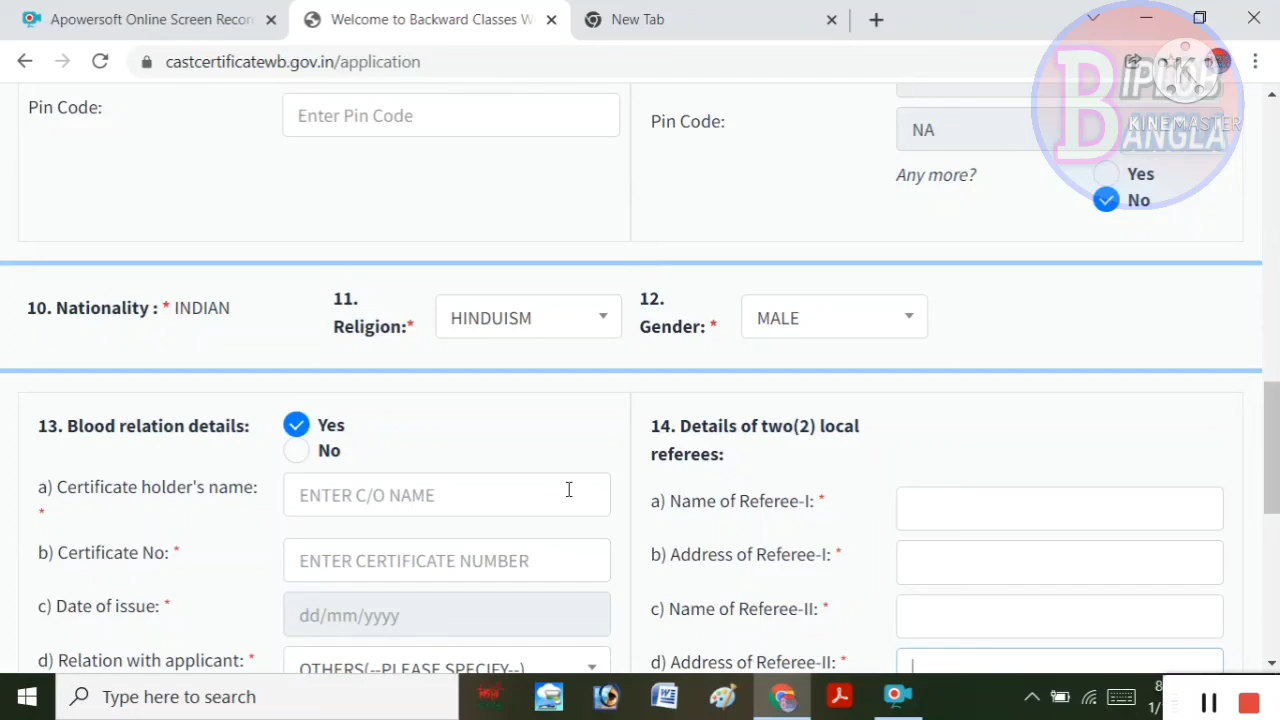 Apowersoft Online Screen Recor
Welcome to Backward Classes W
New Tab
castcertificatewb.gov.in/application
Pin Code:
Enter Pin Code
Pin Code:
NA
Any more?
Yes
No
B
KINEMASTER
BANGLA
10. Nationality : * INDIAN
11.
Religion:*
HINDUISM
12.
Gender: *
MALE
13. Blood relation details:
Yes
No
a) Certificate holder's name:
*
ENTER C/O NAME
b) Certificate No: *
ENTER CERTIFICATE NUMBER
c) Date of issue: *
dd/mm/yyyy
d) Relation with applicant: *
OTHERS(--PLEASE SPECIFY--)
14. Details of two(2) local
referees:
a) Name of Referee-I: *
b) Address of Referee-I: *
c) Name of Referee-II: *
d) Address of Referee-II: *
Type here to search
8
1/